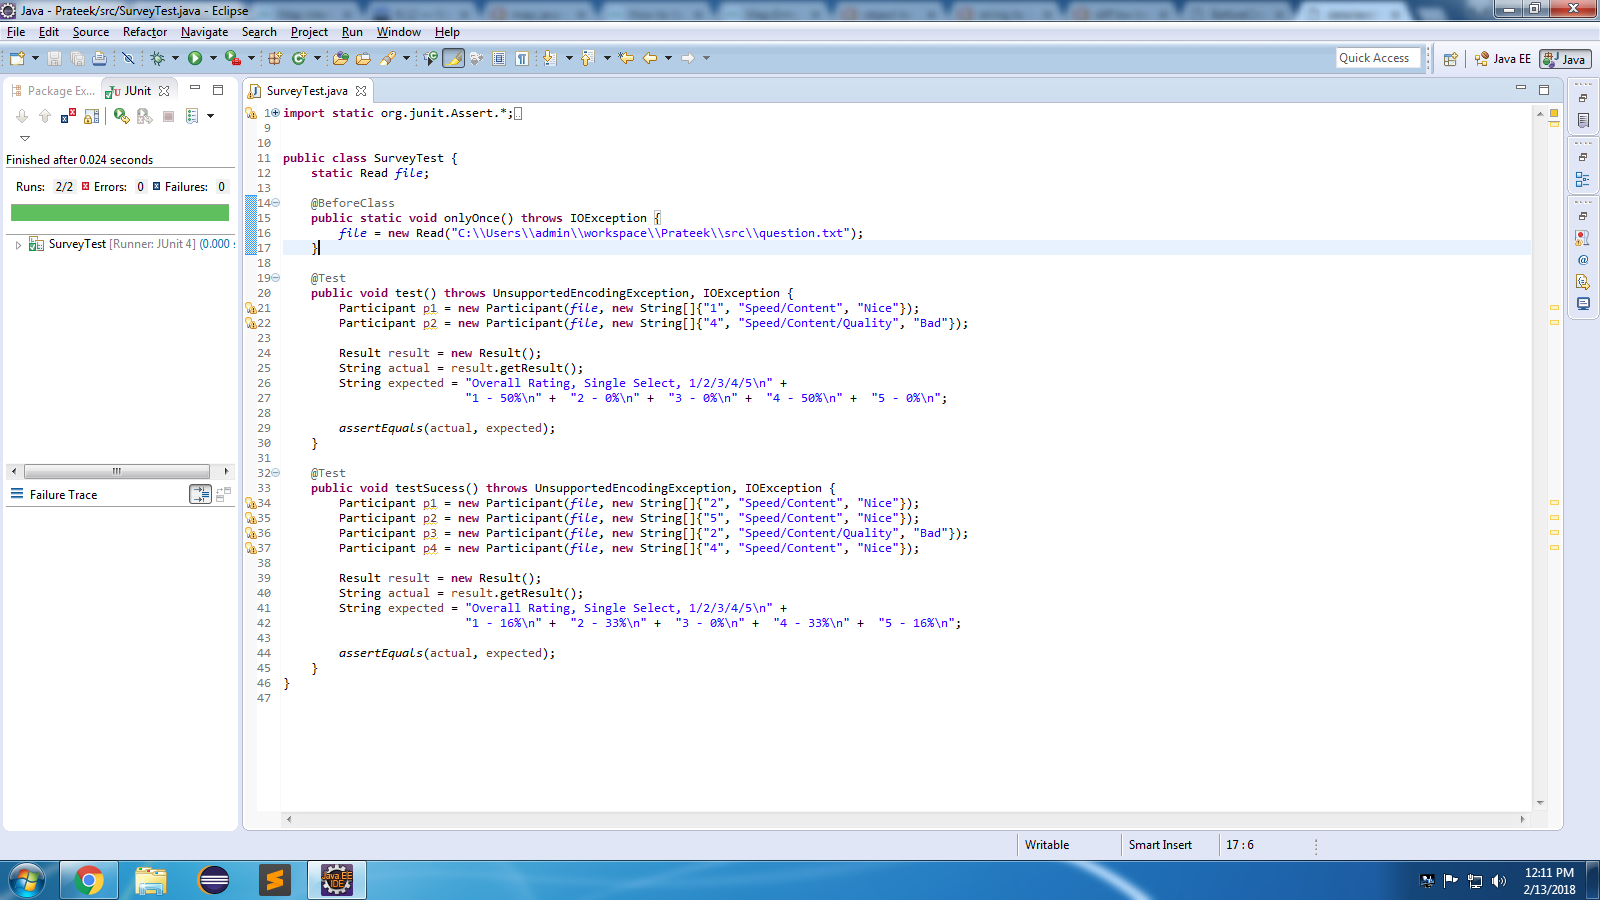 Java - Prateek/src/SurveyTest.java - Eclipse
File Edit Source Refactor Navigate Search Project Run Window Help
Quick Access
Java EE
Java
Package Ex...
JUnit
SurveyTest.java
Finished after 0.024 seconds
Runs: 2/2 Errors: 0 Failures: 0
SurveyTest [Runner: JUnit 4] (0.000 s
Failure Trace
1 import static org.junit.Assert.*;
9
10
11 public class SurveyTest {
12 static Read file;
13
14 @BeforeClass
15 public static void onlyOnce() throws IOException {
16 file = new Read("C:\\Users\\admin\\workspace\\Prateek\\src\\question.txt");
17 }
18
19 @Test
20 public void test() throws UnsupportedEncodingException, IOException {
21 Participant p1 = new Participant(file, new String[]{"1", "Speed/Content", "Nice"});
22 Participant p2 = new Participant(file, new String[]{"4", "Speed/Content/Quality", "Bad"});
23
24 Result result = new Result();
25 String actual = result.getResult();
26 String expected = "Overall Rating, Single Select, 1/2/3/4/5\n" +
27 "1 - 50%\n" + "2 - 0%\n" + "3 - 0%\n" + "4 - 50%\n" + "5 - 0%\n";
28
29 assertEquals(actual, expected);
30 }
31
32 @Test
33 public void testSucess() throws UnsupportedEncodingException, IOException {
34 Participant p1 = new Participant(file, new String[]{"2", "Speed/Content", "Nice"});
35 Participant p2 = new Participant(file, new String[]{"5", "Speed/Content", "Nice"});
36 Participant p3 = new Participant(file, new String[]{"2", "Speed/Content/Quality", "Bad"});
37 Participant p4 = new Participant(file, new String[]{"4", "Speed/Content", "Nice"});
38
39 Result result = new Result();
40 String actual = result.getResult();
41 String expected = "Overall Rating, Single Select, 1/2/3/4/5\n" +
42 "1 - 16%\n" + "2 - 33%\n" + "3 - 0%\n" + "4 - 33%\n" + "5 - 16%\n";
43
44 assertEquals(actual, expected);
45 }
46 }
47
Writable
Smart Insert
17 : 6
Java EE
IDE
12:11 PM
2/13/2018